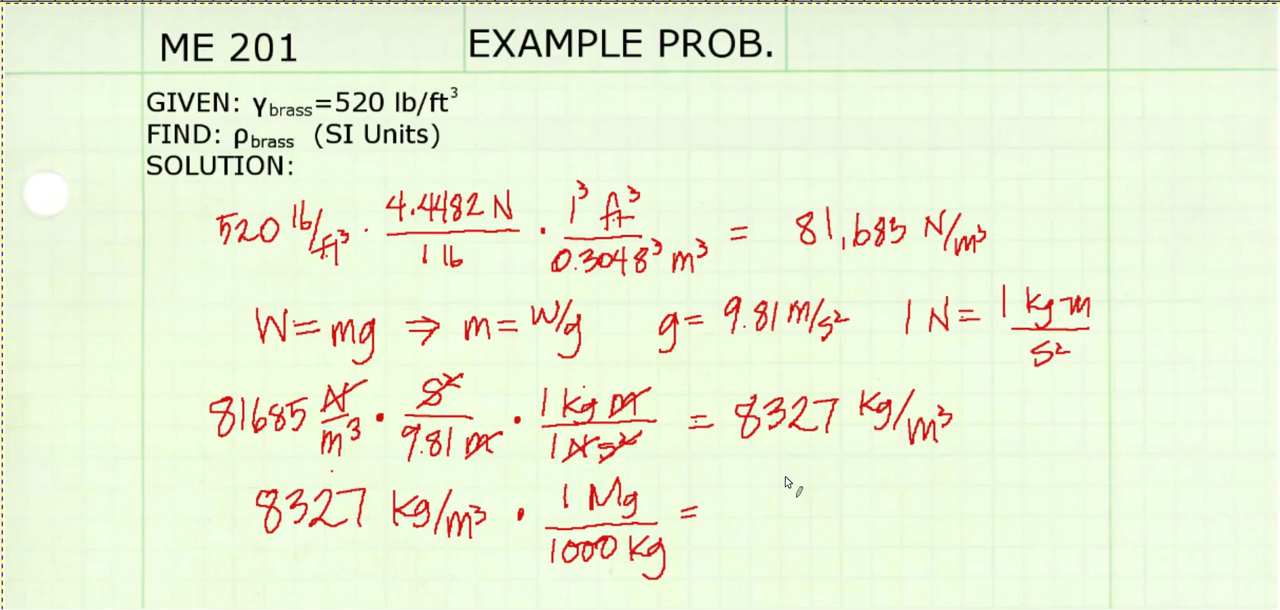 ME 201 EXAMPLE PROB.
GIVEN: γbrass=520 lb/ft³
FIND: ρbrass (SI Units)
SOLUTION:
520 lb/ft³ · 4.4482 N / 1 lb · 1³ ft³ / 0.3048³ m³ = 81,685 N/m³
W = mg ⇒ m = W/g g = 9.81 m/s² 1 N = 1 kg-m / s²
81685 N/m³ · s² / 9.81 m · 1 kg m / 1 N s² = 8327 kg/m³
8327 kg/m³ · 1 Mg / 1000 kg =